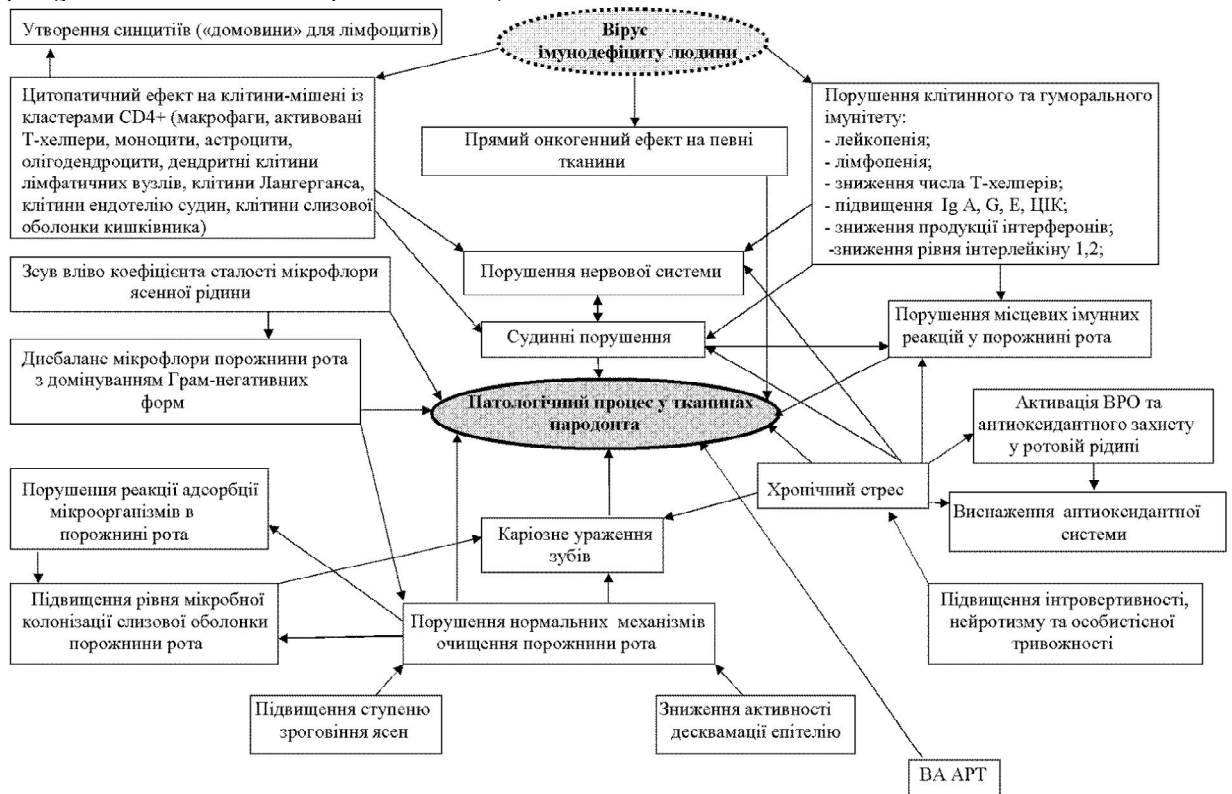 Утворення синцитіїв («домовини» для лімфоцитів)
Вірус
імунодефіциту людини
Цитопатичний ефект на клітини-мішені із
кластерами CD4+ (макрофаги, активовані
Т-хелпери, моноцити, астроцити,
олігодендроцити, дендритні клітини
лімфатичних вузлів, клітини Лангерганса,
клітини ендотелію судин, клітини слизової
оболонки кишківника)
Прямий онкогенний ефект на певні
тканини
Порушення клітинного та гуморального
імунітету:
- лейкопенія;
- лімфопенія;
- зниження числа Т-хелперів;
- підвищення Ig A, G, E, ЦІК;
- зниження продукції інтерферонів;
-зниження рівня інтерлейкіну 1,2;
Порушення нервової системи
Зсув вліво коефіцієнта сталості мікрофлори
ясенної рідини
Судинні порушення
Порушення місцевих імунних
реакцій у порожнині рота
Дисбаланс мікрофлори порожнини рота
з домінуванням Грам-негативних
форм
Патологічний процес у тканинах
пародонта
Активація ВРО та
антиоксидантного захисту
у ротовій рідині
Хронічний стрес
Виснаження антиоксидантної
системи
Порушення реакції адсорбції
мікроорганізмів в
порожнині рота
Каріозне ураження
зубів
Підвищення рівня мікробної
колонізації слизової оболонки
порожнини рота
Порушення нормальних механізмів
очищення порожнини рота
Підвищення інтровертивності,
нейротизму та особистісної
тривожності
Підвищення ступеню
зроговіння ясен
Зниження активності
десквамації епітелію
ВА АРТ